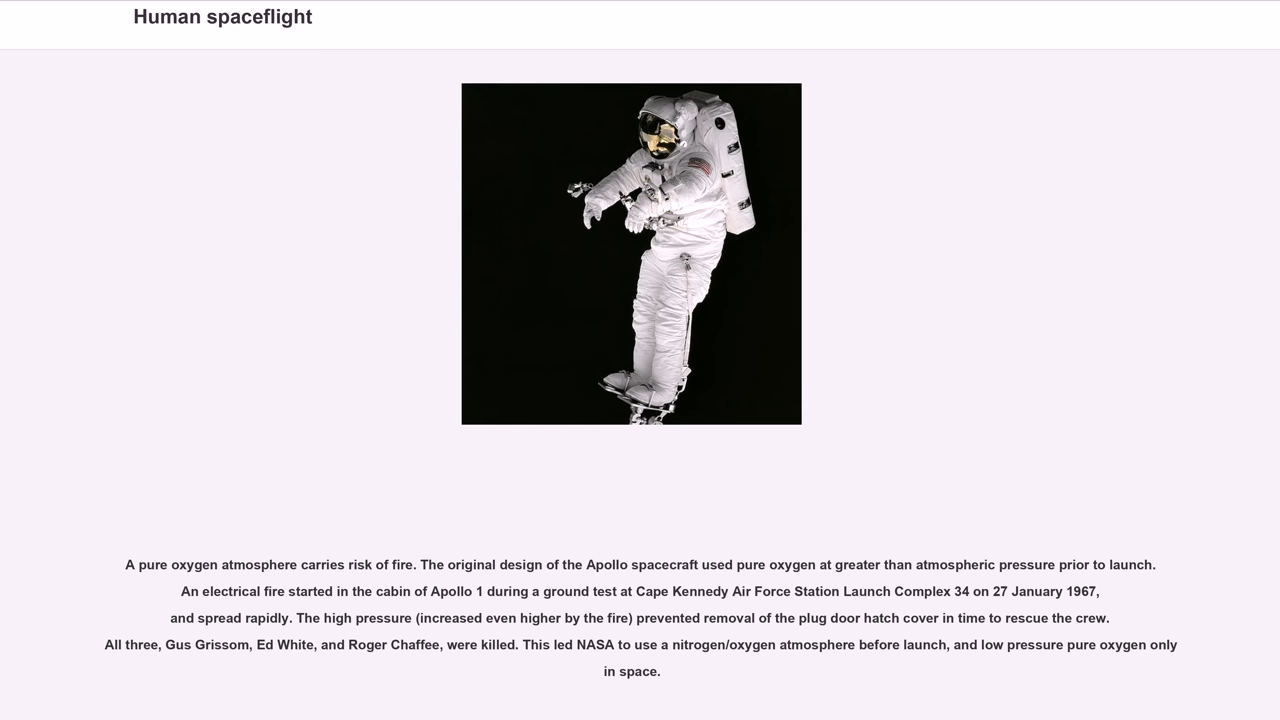 Human spaceflight
A pure oxygen atmosphere carries risk of fire. The original design of the Apollo spacecraft used pure oxygen at greater than atmospheric pressure prior to launch.
An electrical fire started in the cabin of Apollo 1 during a ground test at Cape Kennedy Air Force Station Launch Complex 34 on 27 January 1967,
and spread rapidly. The high pressure (increased even higher by the fire) prevented removal of the plug door hatch cover in time to rescue the crew.
All three, Gus Grissom, Ed White, and Roger Chaffee, were killed. This led NASA to use a nitrogen/oxygen atmosphere before launch, and low pressure pure oxygen only
in space.